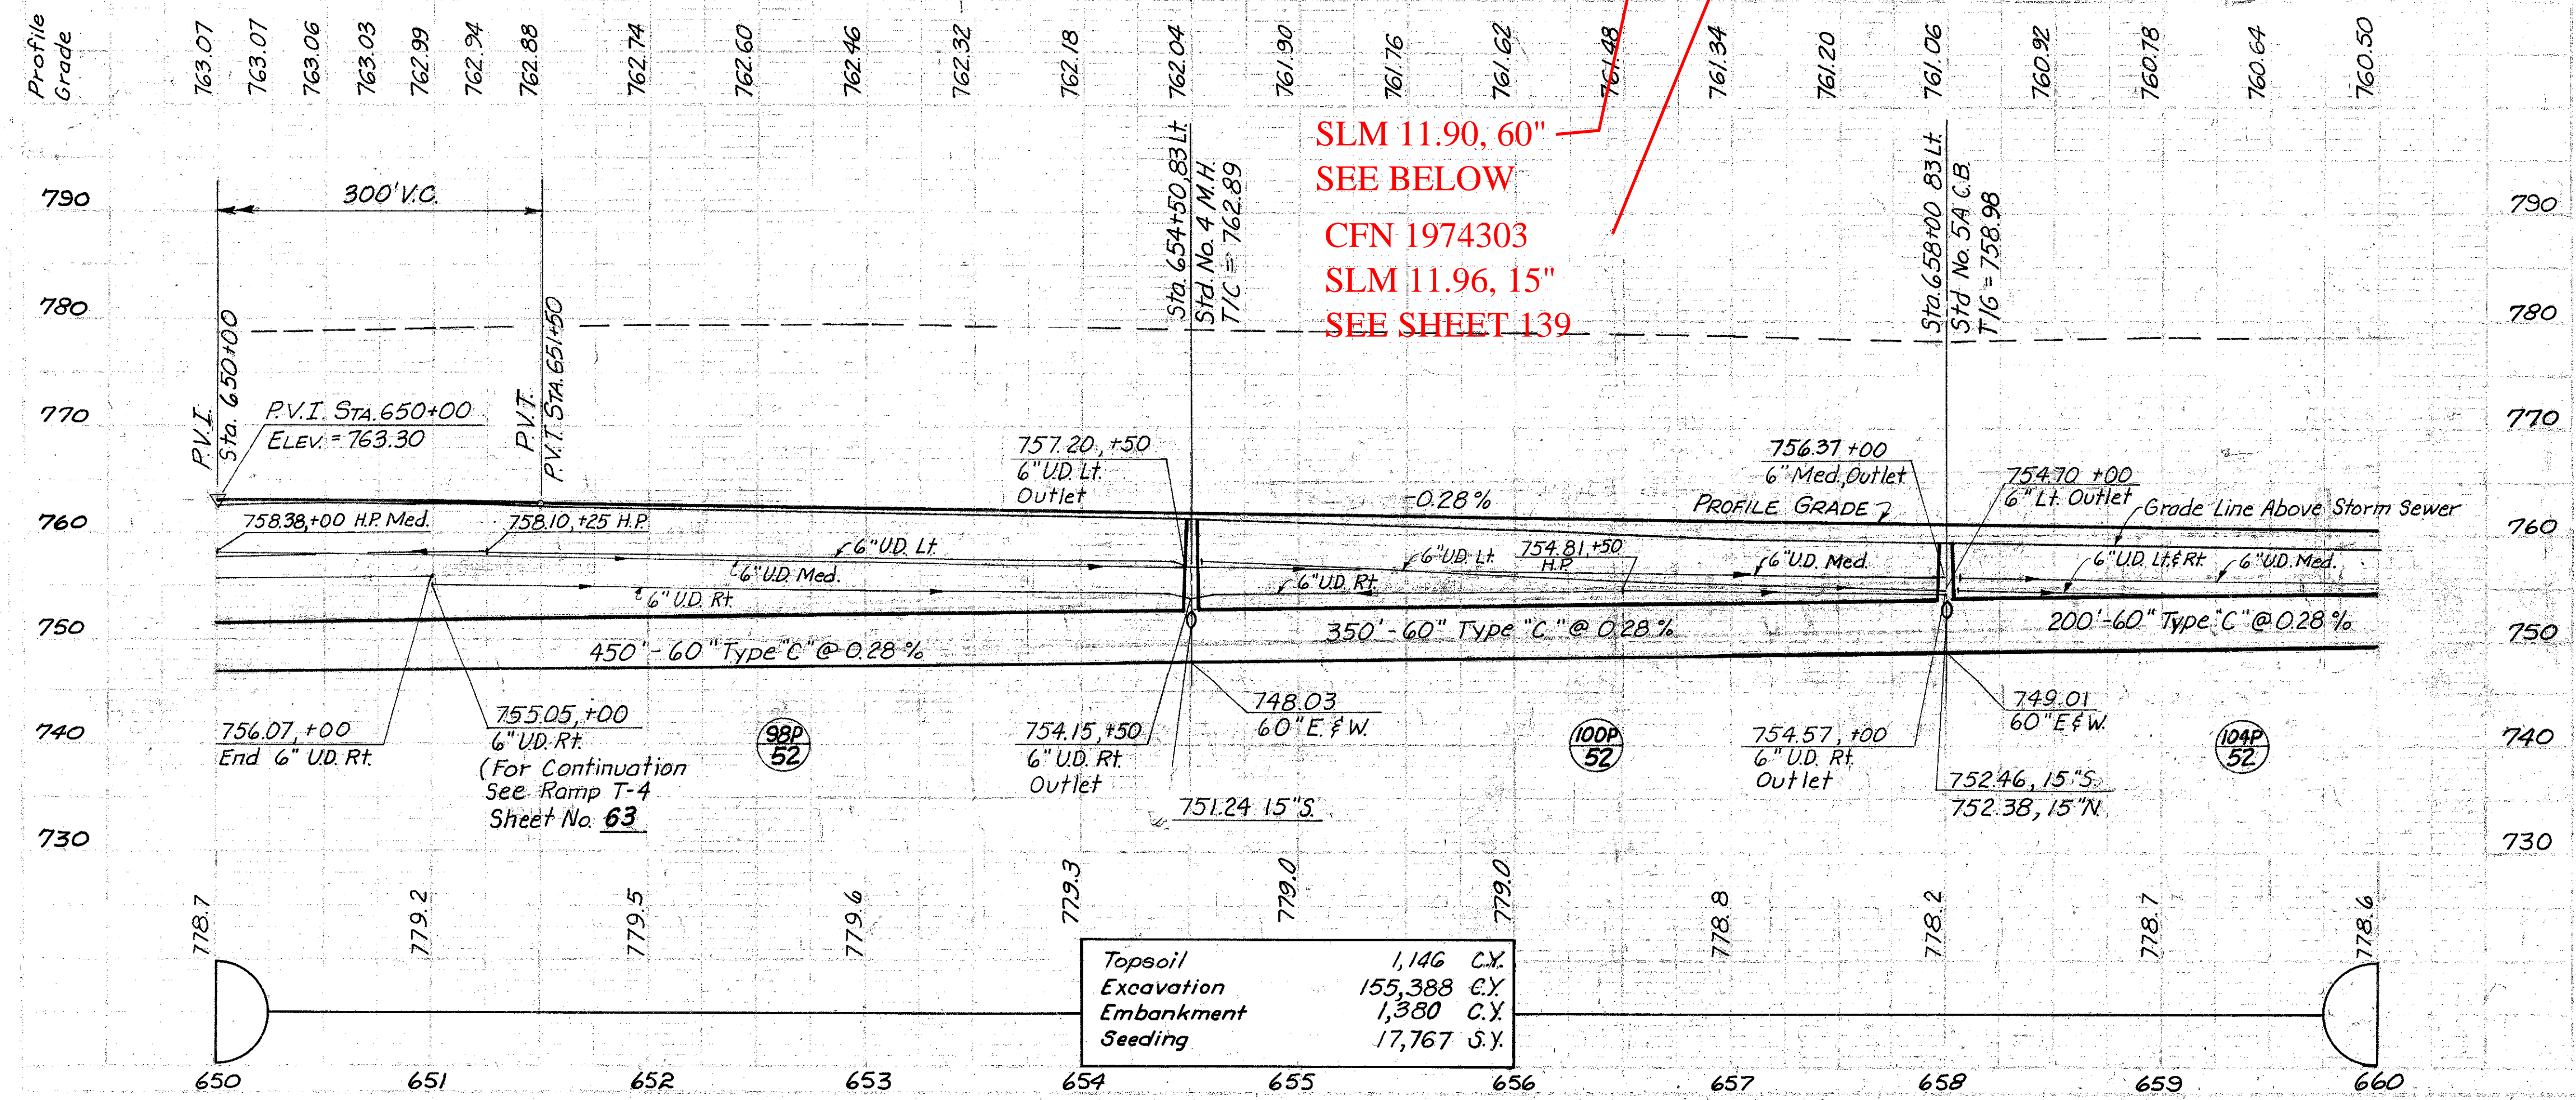 Profile
Grade
763.07
763.07
763.06
763.03
762.99
762.94
762.88
762.74
762.60
762.46
762.32
762.18
762.04
761.90
761.76
761.62
761.48
761.34
761.20
761.06
760.92
760.78
760.64
760.50
SLM 11.90, 60"
SEE BELOW
CFN 1974303
SLM 11.96, 15"
SEE SHEET 139
790
780
770
760
750
740
730
300' V.C.
P.V.I.
Sta. 650+00
P.V.I. STA. 650+00
ELEV. = 763.30
P.V.T.
P.V.T. STA. 651+50
Sta. 654+50, 83 Lt.
Std. No. 4 M.H.
T/C = 762.89
Sta. 658+00 83 Lt.
Std No. 5A C.B.
T/G = 758.98
790
780
770
760
750
740
730
757.20, +50
6" U.D. Lt.
Outlet
-0.28%
756.37 +00
6" Med. Outlet
PROFILE GRADE
754.70 +00
6" Lt. Outlet
Grade Line Above Storm Sewer
758.38, +00 H.P. Med.
758.10, +25 H.P.
6" U.D. Lt.
6" U.D. Med.
6" U.D. Rt.
6" U.D. Rt.
6" U.D. Lt.
754.81, +50
H.P.
6" U.D. Med.
6" U.D. Lt. & Rt.
6" U.D. Med.
450' - 60" Type "C" @ 0.28%
350' - 60" Type "C" @ 0.28%
200' - 60" Type "C" @ 0.28%
756.07, +00
End 6" U.D. Rt.
755.05, +00
6" U.D. Rt.
(For Continuation
See Ramp T-4
Sheet No. 63
98P
52
754.15, +50
6" U.D. Rt.
Outlet
748.03
60" E. & W.
751.24 15" S.
100P
52
754.57, +00
6" U.D. Rt.
Outlet
749.01
60" E & W.
752.46, 15" S.
752.38, 15" N.
104P
52
778.7
779.2
779.5
779.6
779.3
779.0
779.0
778.8
778.2
778.7
778.6
Topsoil 1,146 C.Y.
Excavation 155,388 C.Y.
Embankment 1,380 C.Y.
Seeding 17,767 S.Y.
650
651
652
653
654
655
656
657
658
659
660